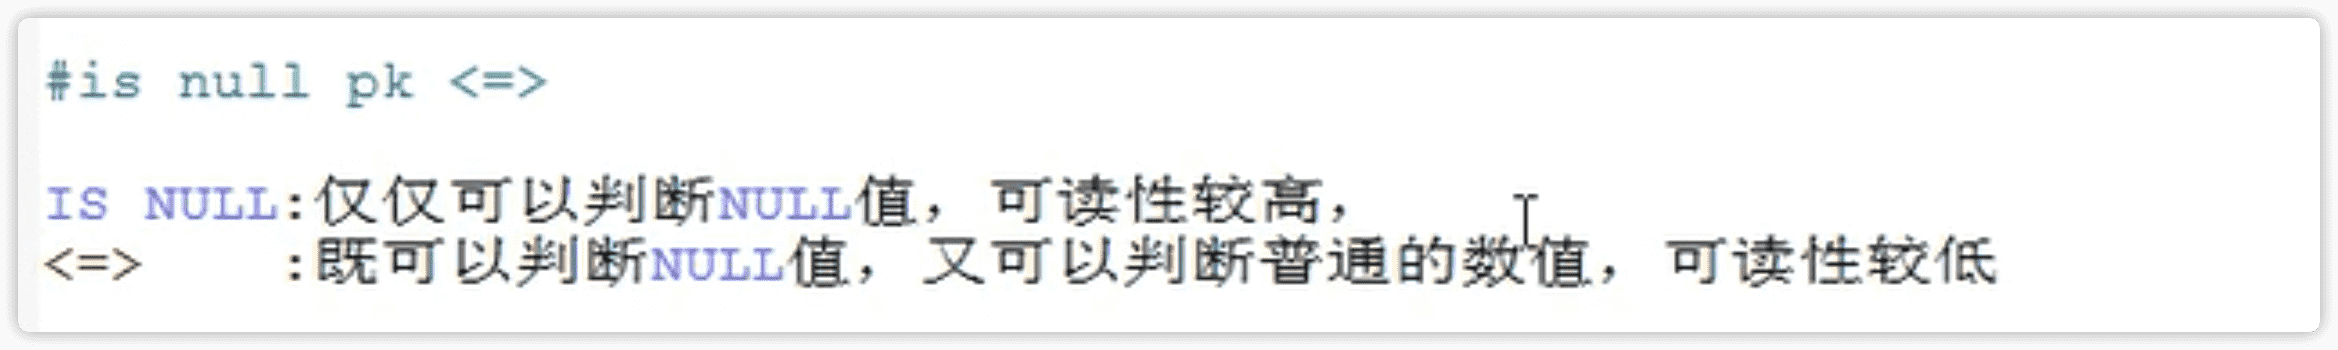 #is null pk <=>
IS NULL:仅仅可以判断NULL值，可读性较高，
<=>    :既可以判断NULL值，又可以判断普通的数值，可读性较低